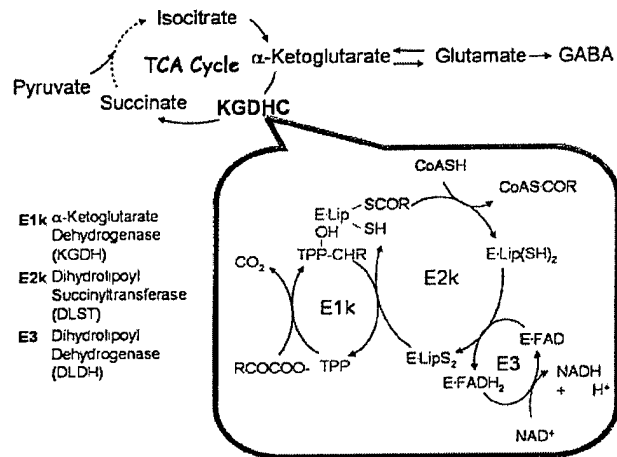 Isocitrate
TCA Cycle
α-Ketoglutarate
Glutamate
GABA
Pyruvate
Succinate
KGDHC
E1k α-Ketoglutarate
Dehydrogenase
(KGDH)
E2k Dihydrolipoyl
Succinyltransferase
(DLST)
E3 Dihydrolipoyl
Dehydrogenase
(DLDH)
CoASH
SCOR
CoAS·COR
E·Lip
SH
OH
TPP-CHR
CO2
E·Lip(SH)2
E1k
E2k
RCOCOO-
TPP
E·LipS2
E·FAD
E3
E·FADH2
NADH
+ H+
NAD+